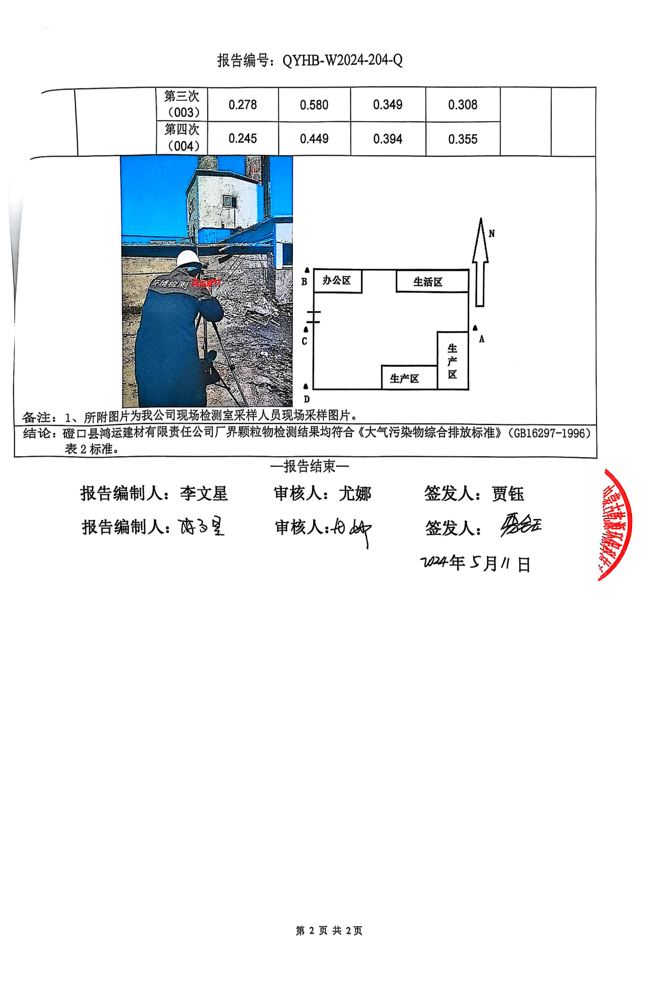 报告编号：QYHB-W2024-204-Q
第三次（003） 0.278 0.580 0.349 0.308
第四次（004） 0.245 0.449 0.394 0.355
环境检测
鸿运建材
N
B 办公区 生活区
C
A
生产区
生产区
D
备注：1、所附图片为我公司现场检测室采样人员现场采样图片。
结论：磴口县鸿运建材有限责任公司厂界颗粒物检测结果均符合《大气污染物综合排放标准》（GB16297-1996）
表 2 标准。
—报告结束—
报告编制人：李文星 审核人：尤娜 签发人：贾钰
报告编制人：李文星 审核人：尤娜 签发人：贾钰
2024年 5月 11 日
第 2 页 共 2页